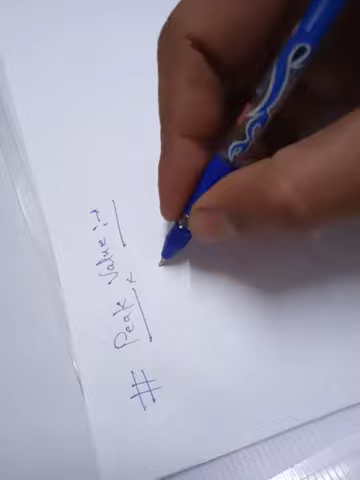 # Peak Value :→